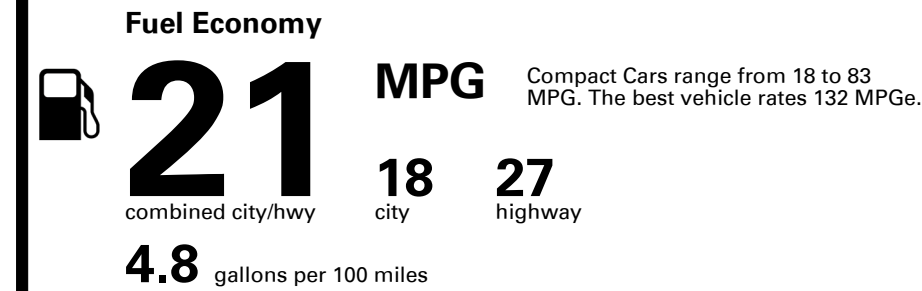 Fuel Economy
21 MPG
Compact Cars range from 18 to 83
MPG. The best vehicle rates 132 MPGe.
18 27
combined city/hwy city highway
4.8 gallons per 100 miles